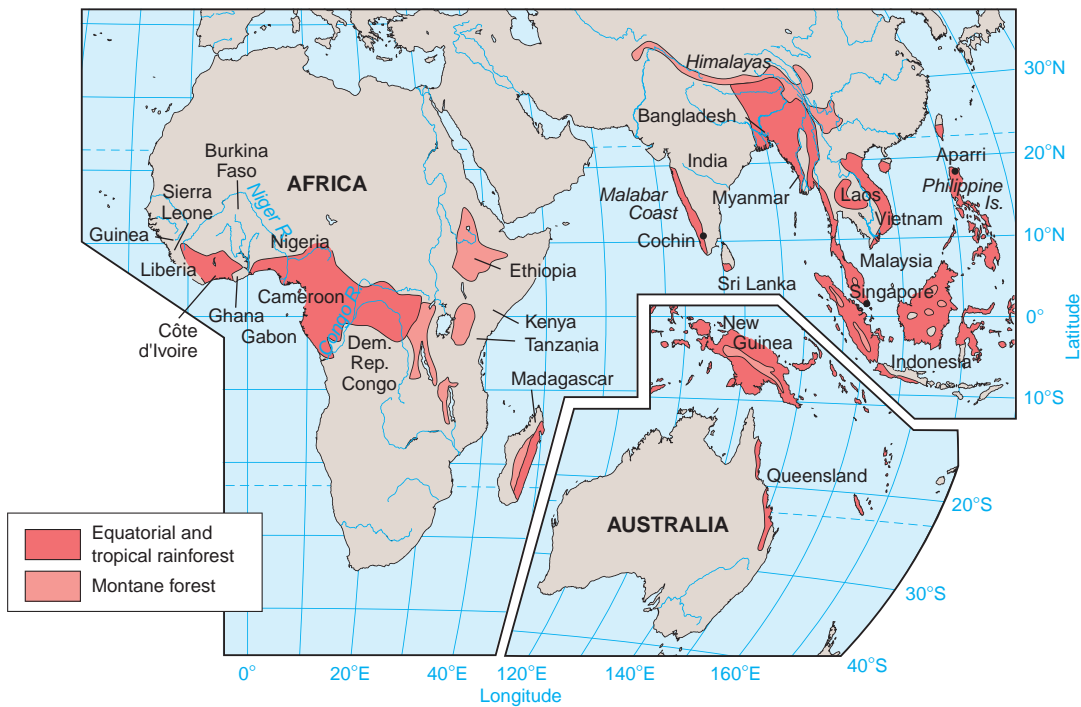 Himalayas
30°N
Bangladesh
20°N
Burkina
Faso
AFRICA
India
Aparri
Sierra
Leone
Niger R.
Malabar
Coast
Myanmar
Laos
Philippine
Is.
Guinea
Nigeria
Cochin
Vietnam
10°N
Liberia
Ethiopia
Malaysia
Sri Lanka
Cameroon
Singapore
Ghana
Congo R.
Kenya
New
Guinea
0°
Latitude
Côte
d'Ivoire
Gabon
Dem.
Rep.
Congo
Tanzania
Indonesia
Madagascar
10°S
Queensland
20°S
AUSTRALIA
Equatorial and
tropical rainforest
Montane forest
30°S
40°S
0°
20°E
40°E
120°E
140°E
160°E
Longitude